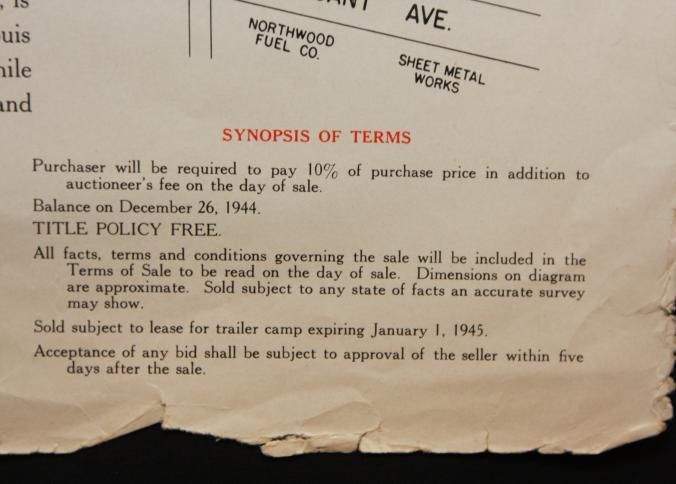 is
AVE.
NORTHWOOD
FUEL CO.
SHEET METAL
WORKS
and
SYNOPSIS OF TERMS
Purchaser will be required to pay 10% of purchase price in addition to
auctioneer's fee on the day of sale.
Balance on December 26, 1944.
TITLE POLICY FREE.
All facts, terms and conditions governing the sale will be included in the
Terms of Sale to be read on the day of sale. Dimensions on diagram
are approximate. Sold subject to any state of facts an accurate survey
may show.
Sold subject to lease for trailer camp expiring January 1, 1945.
Acceptance of any bid shall be subject to approval of the seller within five
days after the sale.